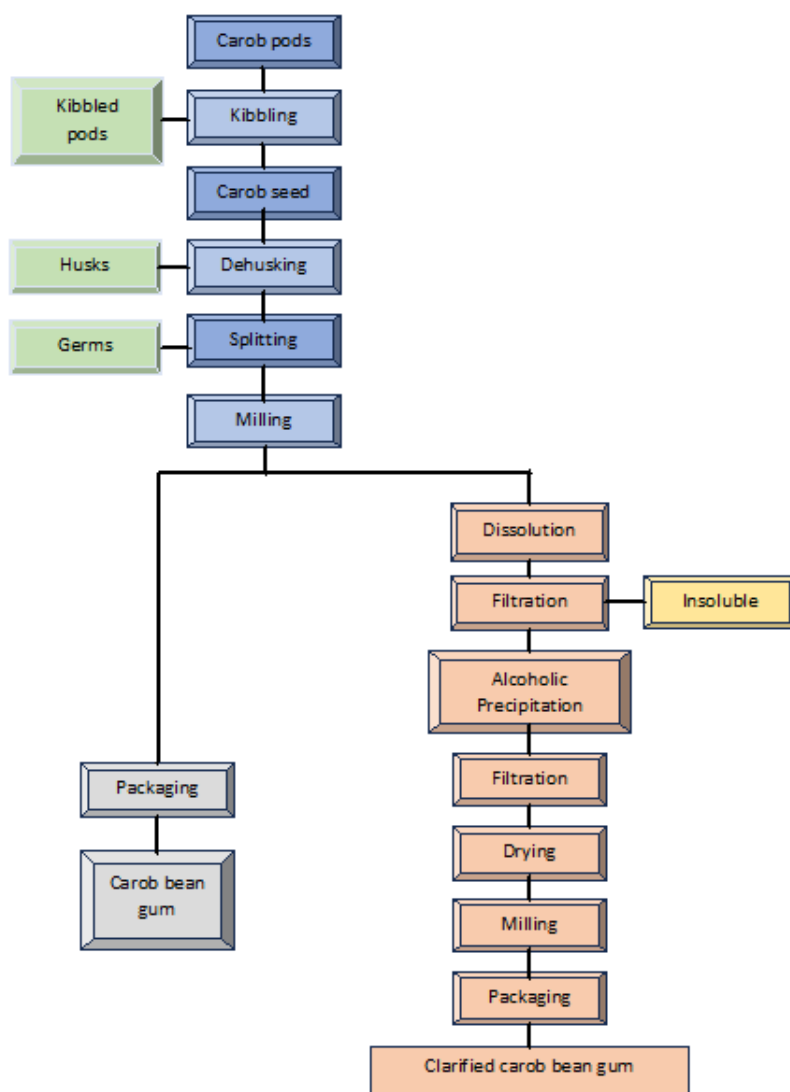 Carob pods
Kibbled
pods
Kibbling
Carob seed
Husks
Dehusking
Germs
Splitting
Milling
Dissolution
Filtration
Insoluble
Alcoholic
Precipitation
Packaging
Filtration
Carob bean
gum
Drying
Milling
Packaging
Clarified carob bean gum